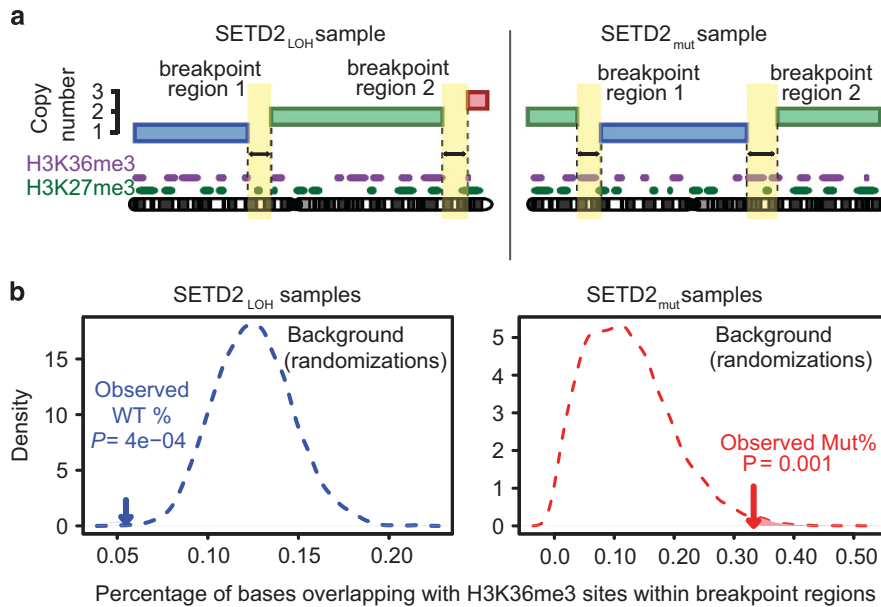 a
SETD2LOH sample
SETD2mut sample
breakpoint region 1
breakpoint region 2
breakpoint region 1
breakpoint region 2
Copy number
3
2
1
H3K36me3
H3K27me3
b
SETD2LOH samples
SETD2mut samples
Density
15
10
5
0
Background
(randomizations)
Observed
WT %
P= 4e−04
0.05 0.10 0.15 0.20
5
4
3
2
1
0
Background
(randomizations)
Observed Mut%
P = 0.001
0.0 0.10 0.20 0.30 0.40 0.50
Percentage of bases overlapping with H3K36me3 sites within breakpoint regions